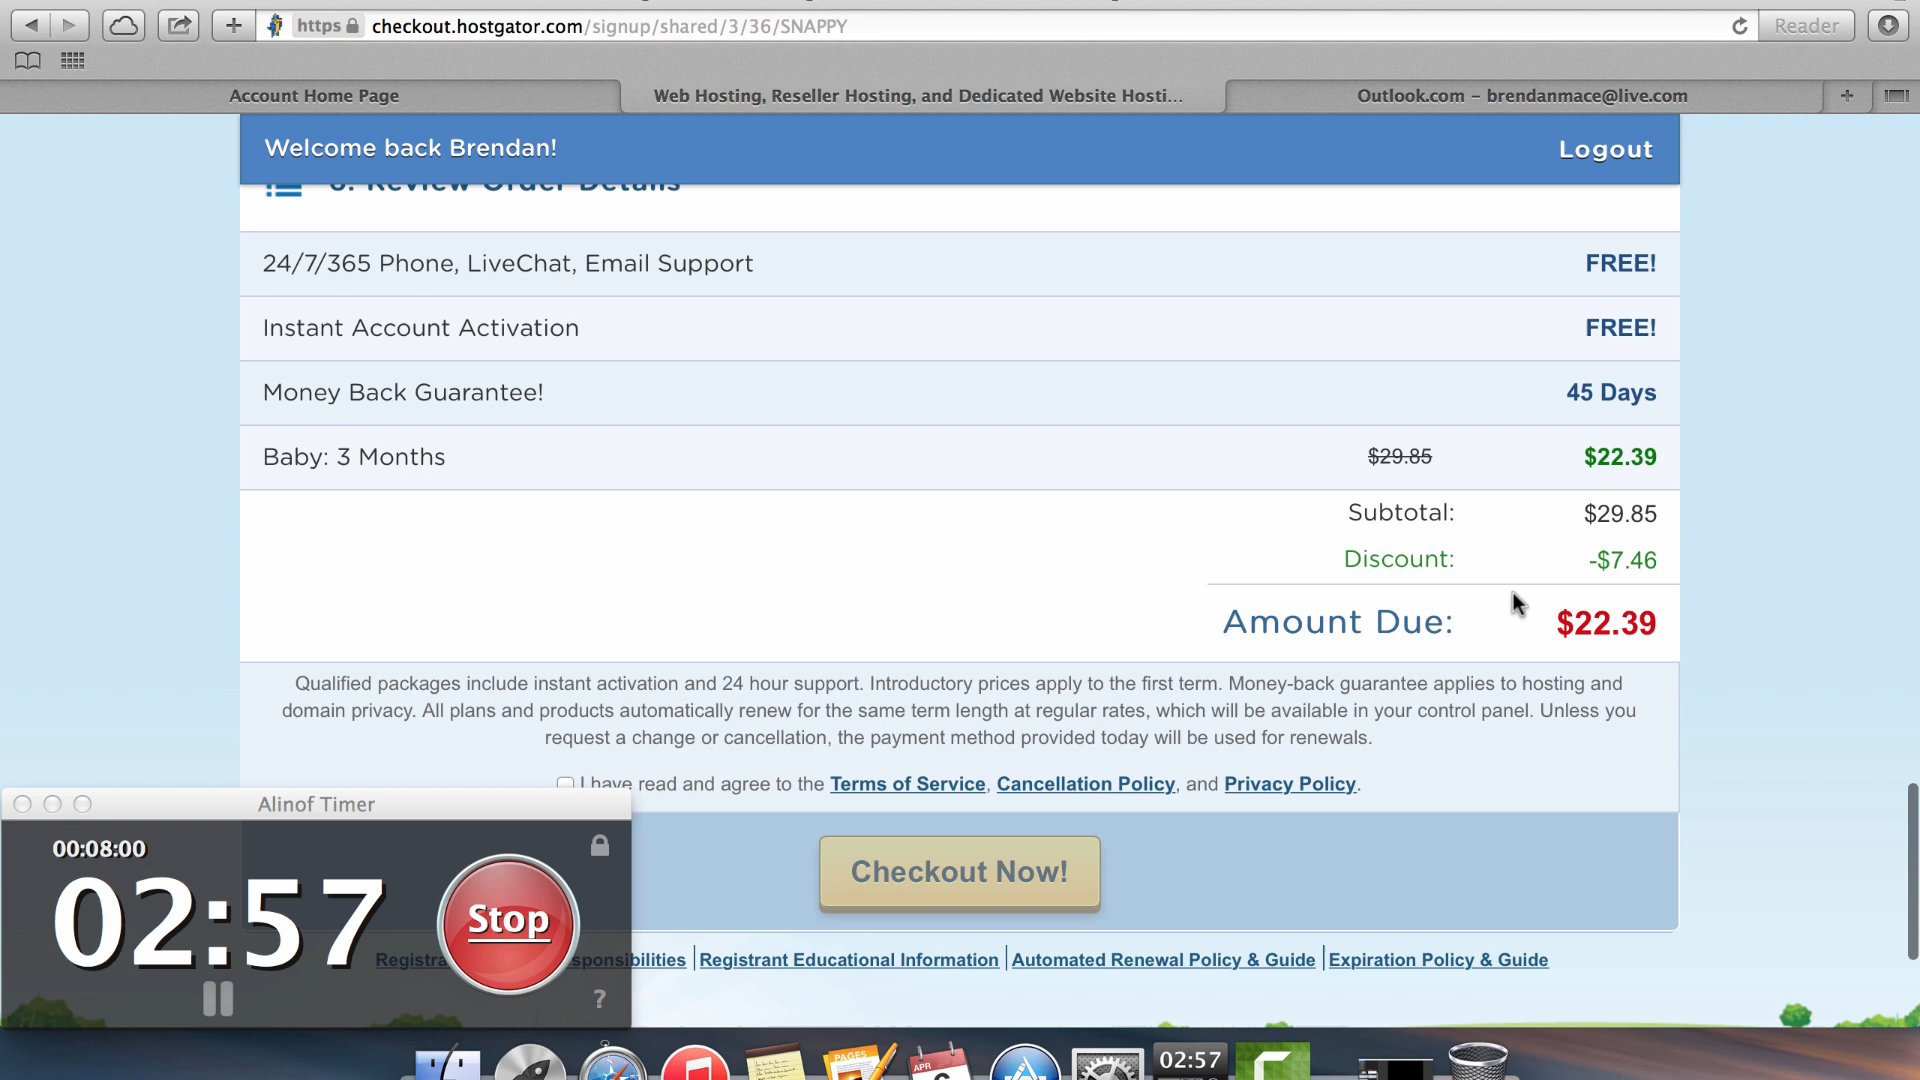 https checkout.hostgator.com/signup/shared/3/36/SNAPPY
Reader
Account Home Page
Web Hosting, Reseller Hosting, and Dedicated Website Hosti...
Outlook.com – brendanmace@live.com
Welcome back Brendan!
Logout
Review Order Details
24/7/365 Phone, LiveChat, Email Support FREE!
Instant Account Activation FREE!
Money Back Guarantee! 45 Days
Baby: 3 Months $29.85 $22.39
Subtotal: $29.85
Discount: -$7.46
Amount Due: $22.39
Qualified packages include instant activation and 24 hour support. Introductory prices apply to the first term. Money-back guarantee applies to hosting and
domain privacy. All plans and products automatically renew for the same term length at regular rates, which will be available in your control panel. Unless you
request a change or cancellation, the payment method provided today will be used for renewals.
I have read and agree to the Terms of Service, Cancellation Policy, and Privacy Policy.
Alinof Timer
00:08:00
02:57
Stop
?
Checkout Now!
Registra
sponsibilities
Registrant Educational Information
Automated Renewal Policy & Guide
Expiration Policy & Guide
PAGES
APR
02:57